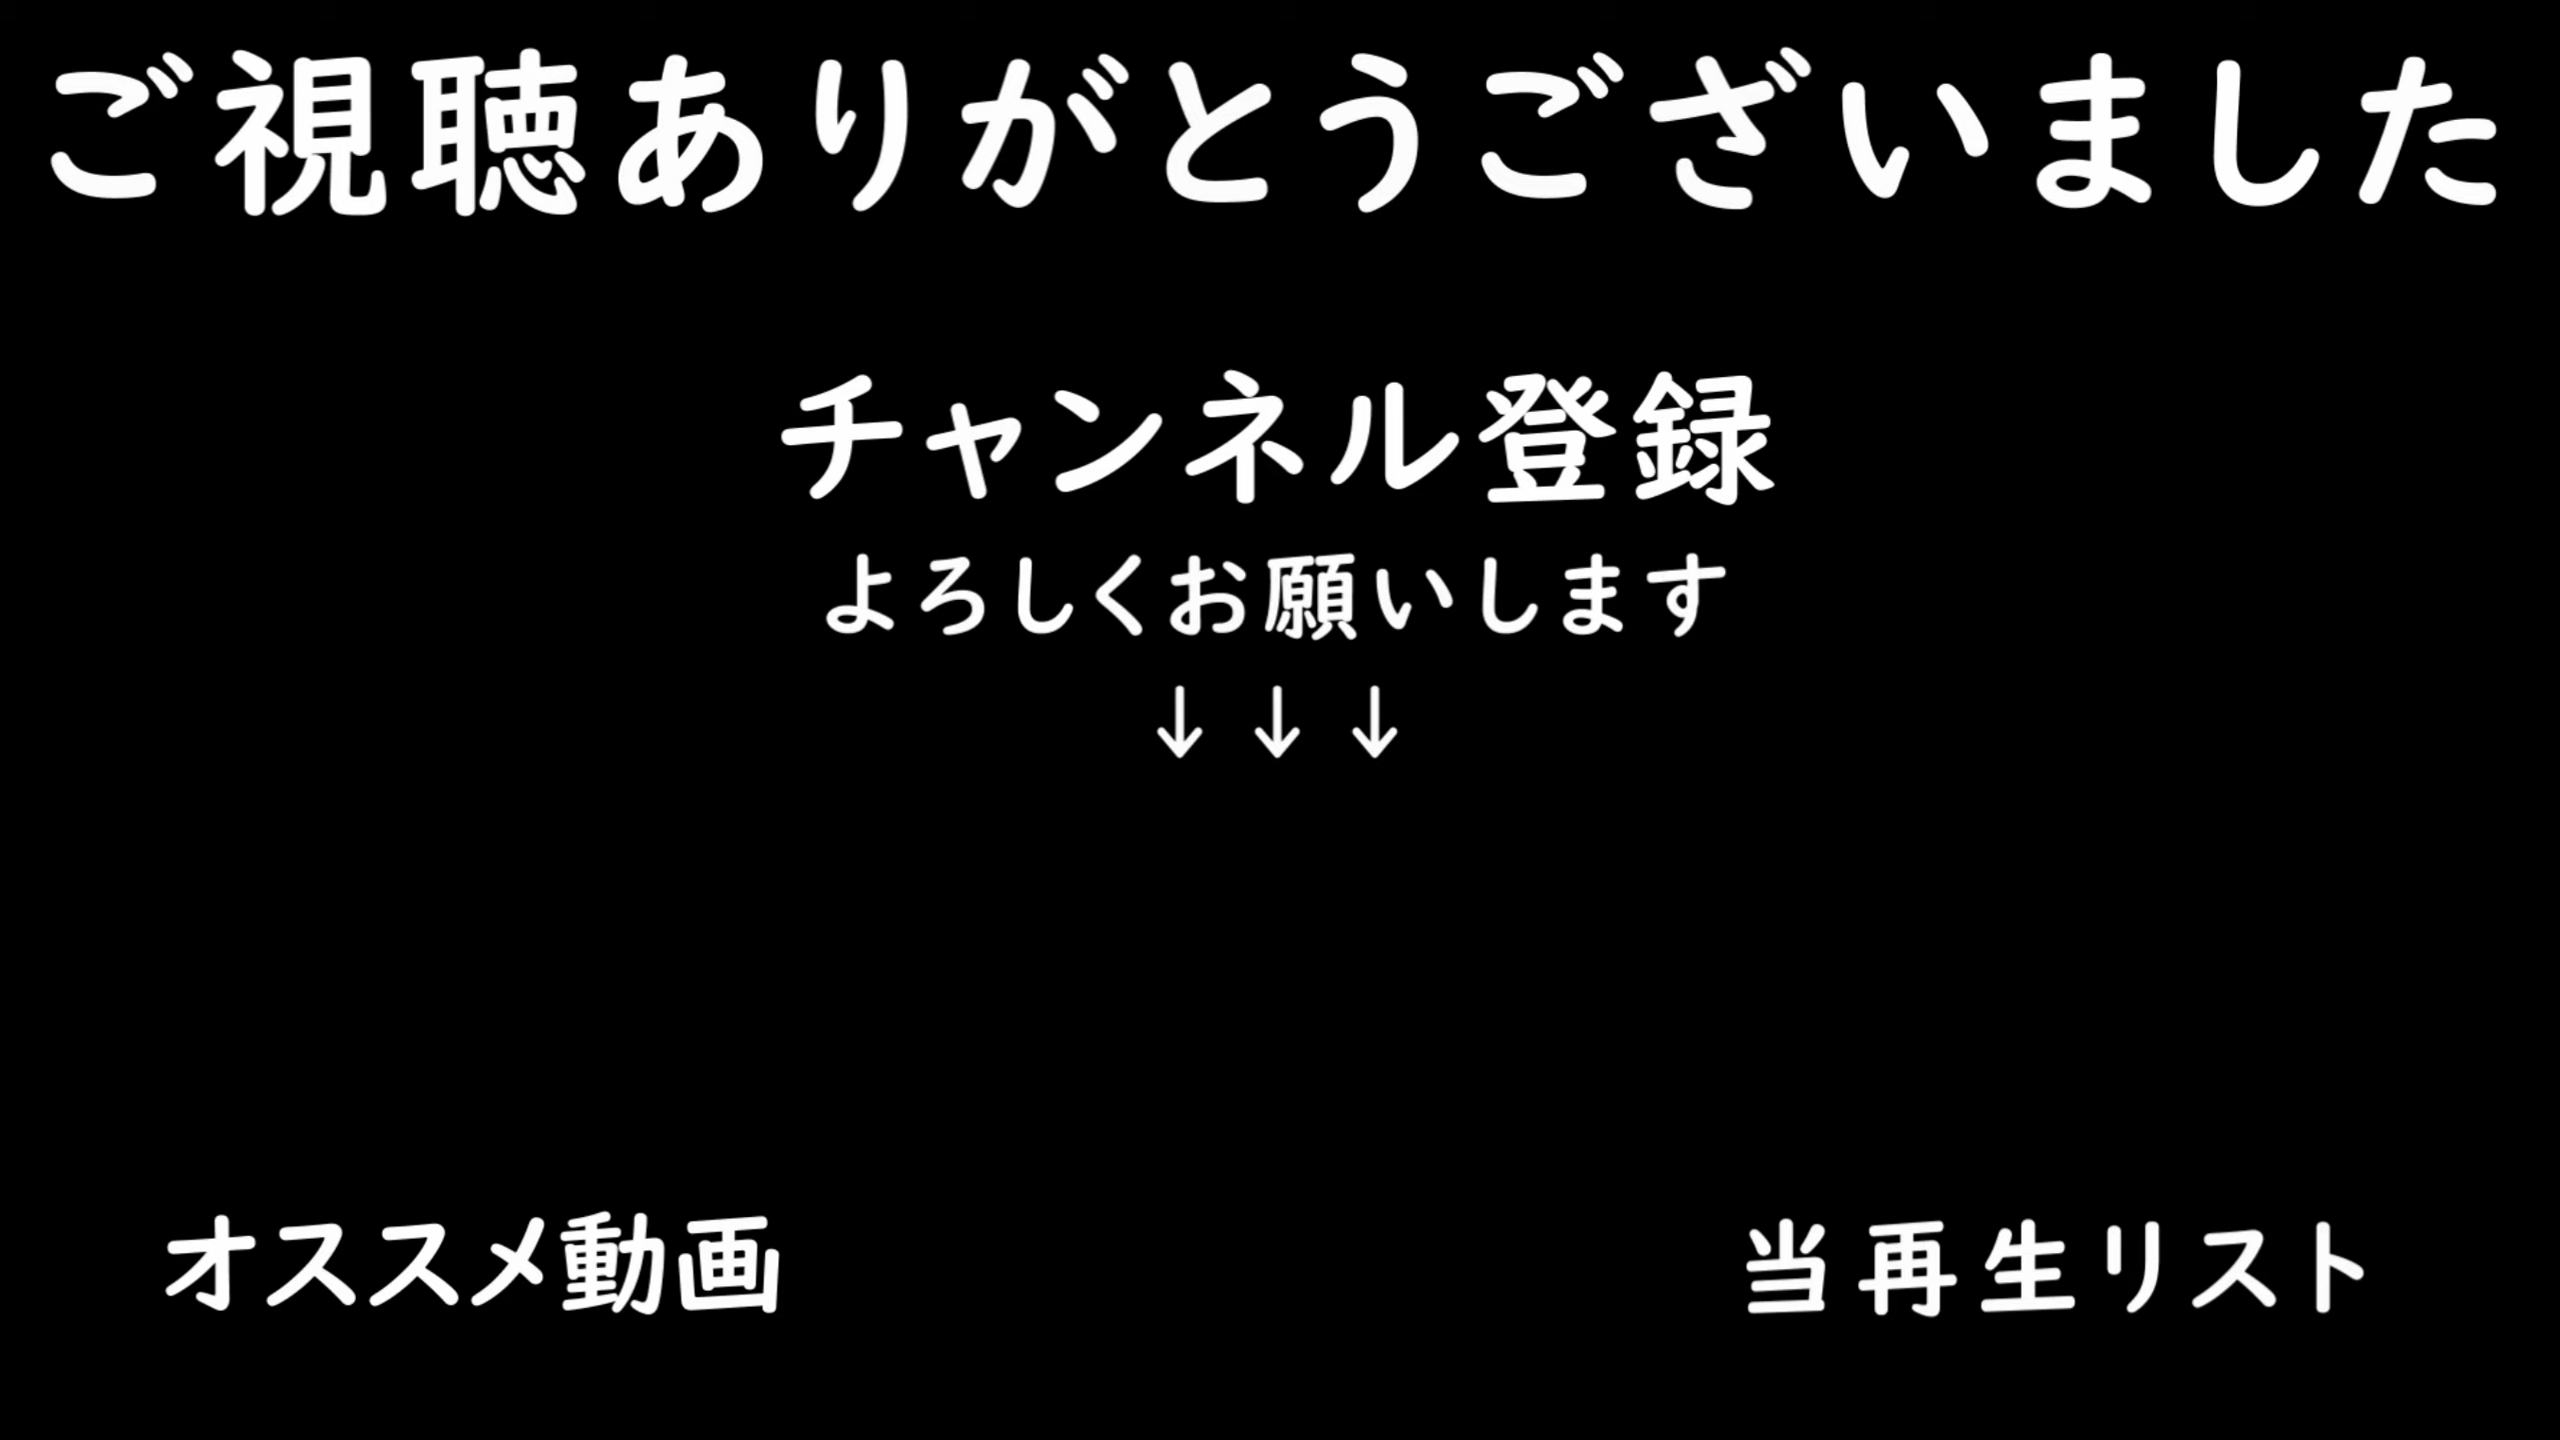 ご視聴ありがとうございました
チャンネル登録
よろしくお願いします
↓ ↓ ↓
オススメ動画
当再生リスト